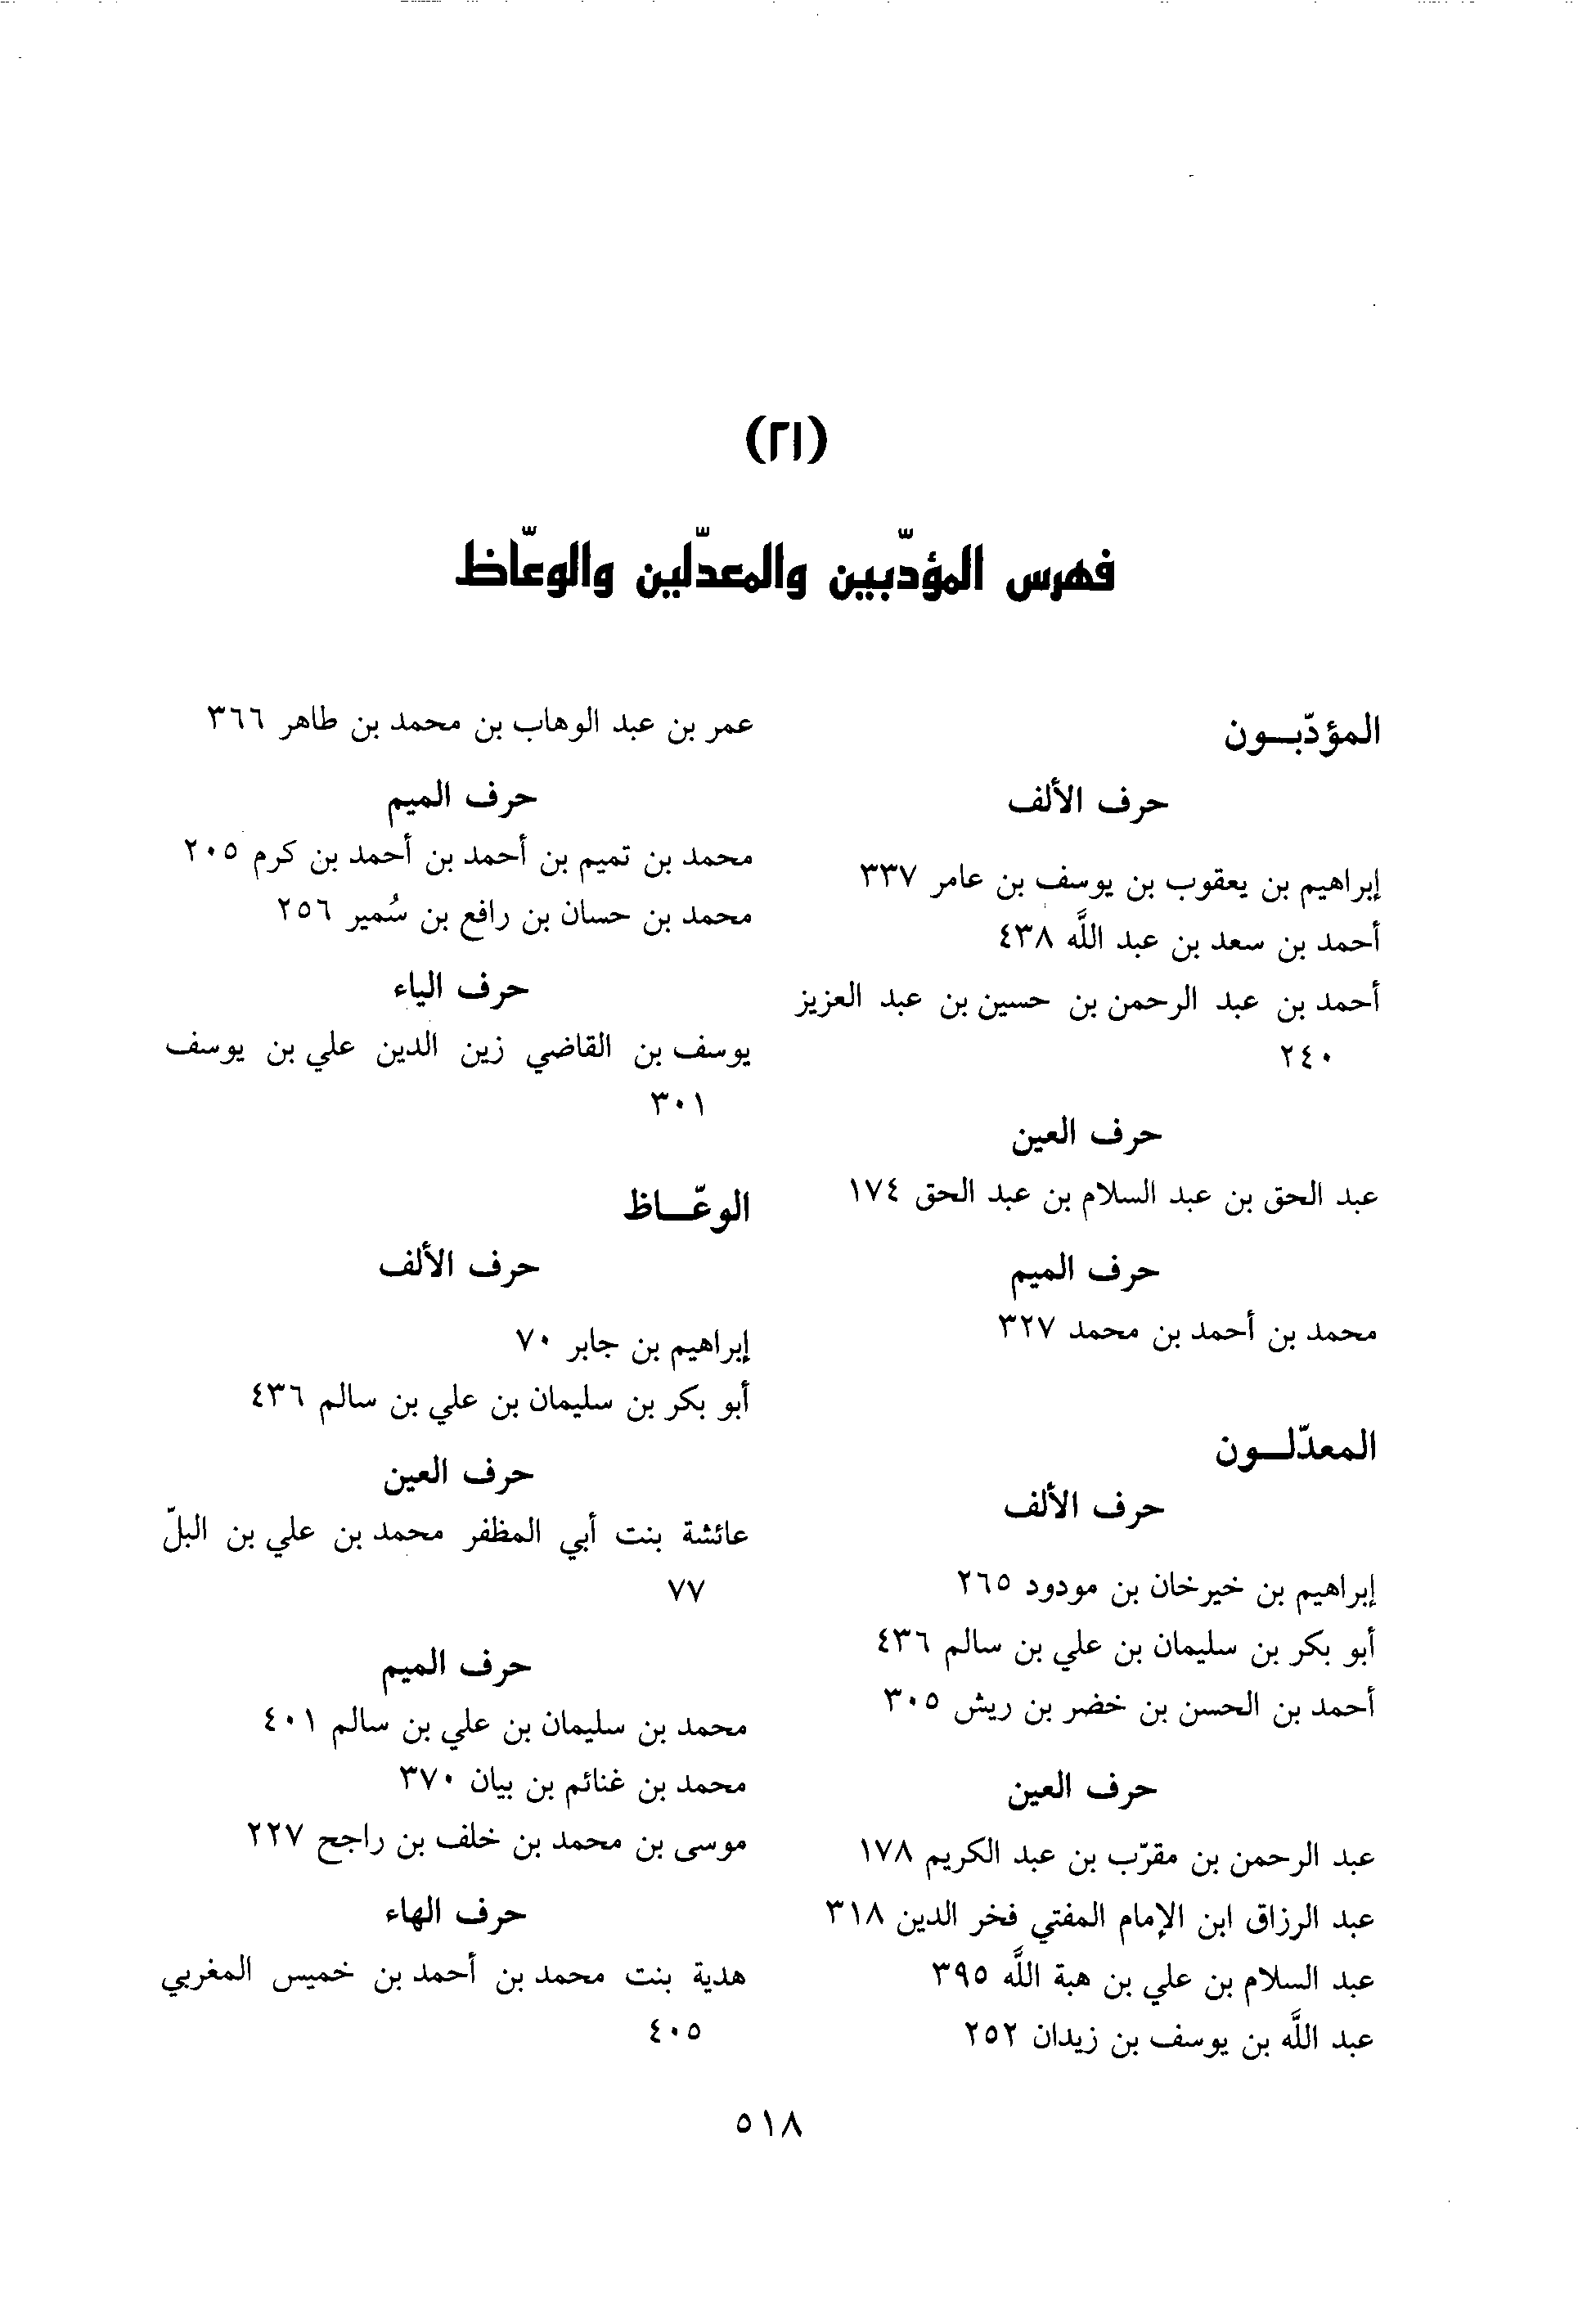 (٢١)
فهرس المؤدّبين والمعدّلين والوعّاظ
المؤدّبــون
حرف الألف
إبراهيم بن يعقوب بن يوسف بن عامر ٣٣٧
أحمد بن سعد بن عبد اللَّه ٤٣٨
أحمد بن عبد الرحمن بن حسين بن عبد العزيز
٢٤٠
حرف العين
عبد الحق بن عبد السلام بن عبد الحق ١٧٤
حرف الميم
محمد بن أحمد بن محمد ٣٢٧
المعدّلــون
حرف الألف
إبراهيم بن خيرخان بن مودود ٢٦٥
أبو بكر بن سليمان بن علي بن سالم ٤٣٦
أحمد بن الحسن بن خضر بن ريش ٣٠٥
حرف العين
عبد الرحمن بن مقرّب بن عبد الكريم ١٧٨
عبد الرزاق ابن الإمام المفتي فخر الدين ٣١٨
عبد السلام بن علي بن هبة اللَّه ٣٩٥
عبد اللَّه بن يوسف بن زيدان ٢٥٢
عمر بن عبد الوهاب بن محمد بن طاهر ٣٦٦
حرف الميم
محمد بن تميم بن أحمد بن أحمد بن كرم ٢٠٥
محمد بن حسان بن رافع بن سُمير ٢٥٦
حرف الياء
يوسف بن القاضي زين الدين علي بن يوسف
٣٠١
الوعّــاظ
حرف الألف
إبراهيم بن جابر ٧٠
أبو بكر بن سليمان بن علي بن سالم ٤٣٦
حرف العين
عائشة بنت أبي المظفر محمد بن علي بن البلّ
٧٧
حرف الميم
محمد بن سليمان بن علي بن سالم ٤٠١
محمد بن غنائم بن بيان ٣٧٠
موسى بن محمد بن خلف بن راجح ٢٢٧
حرف الهاء
هدية بنت محمد بن أحمد بن خميس المغربي
٤٠٥
٥١٨